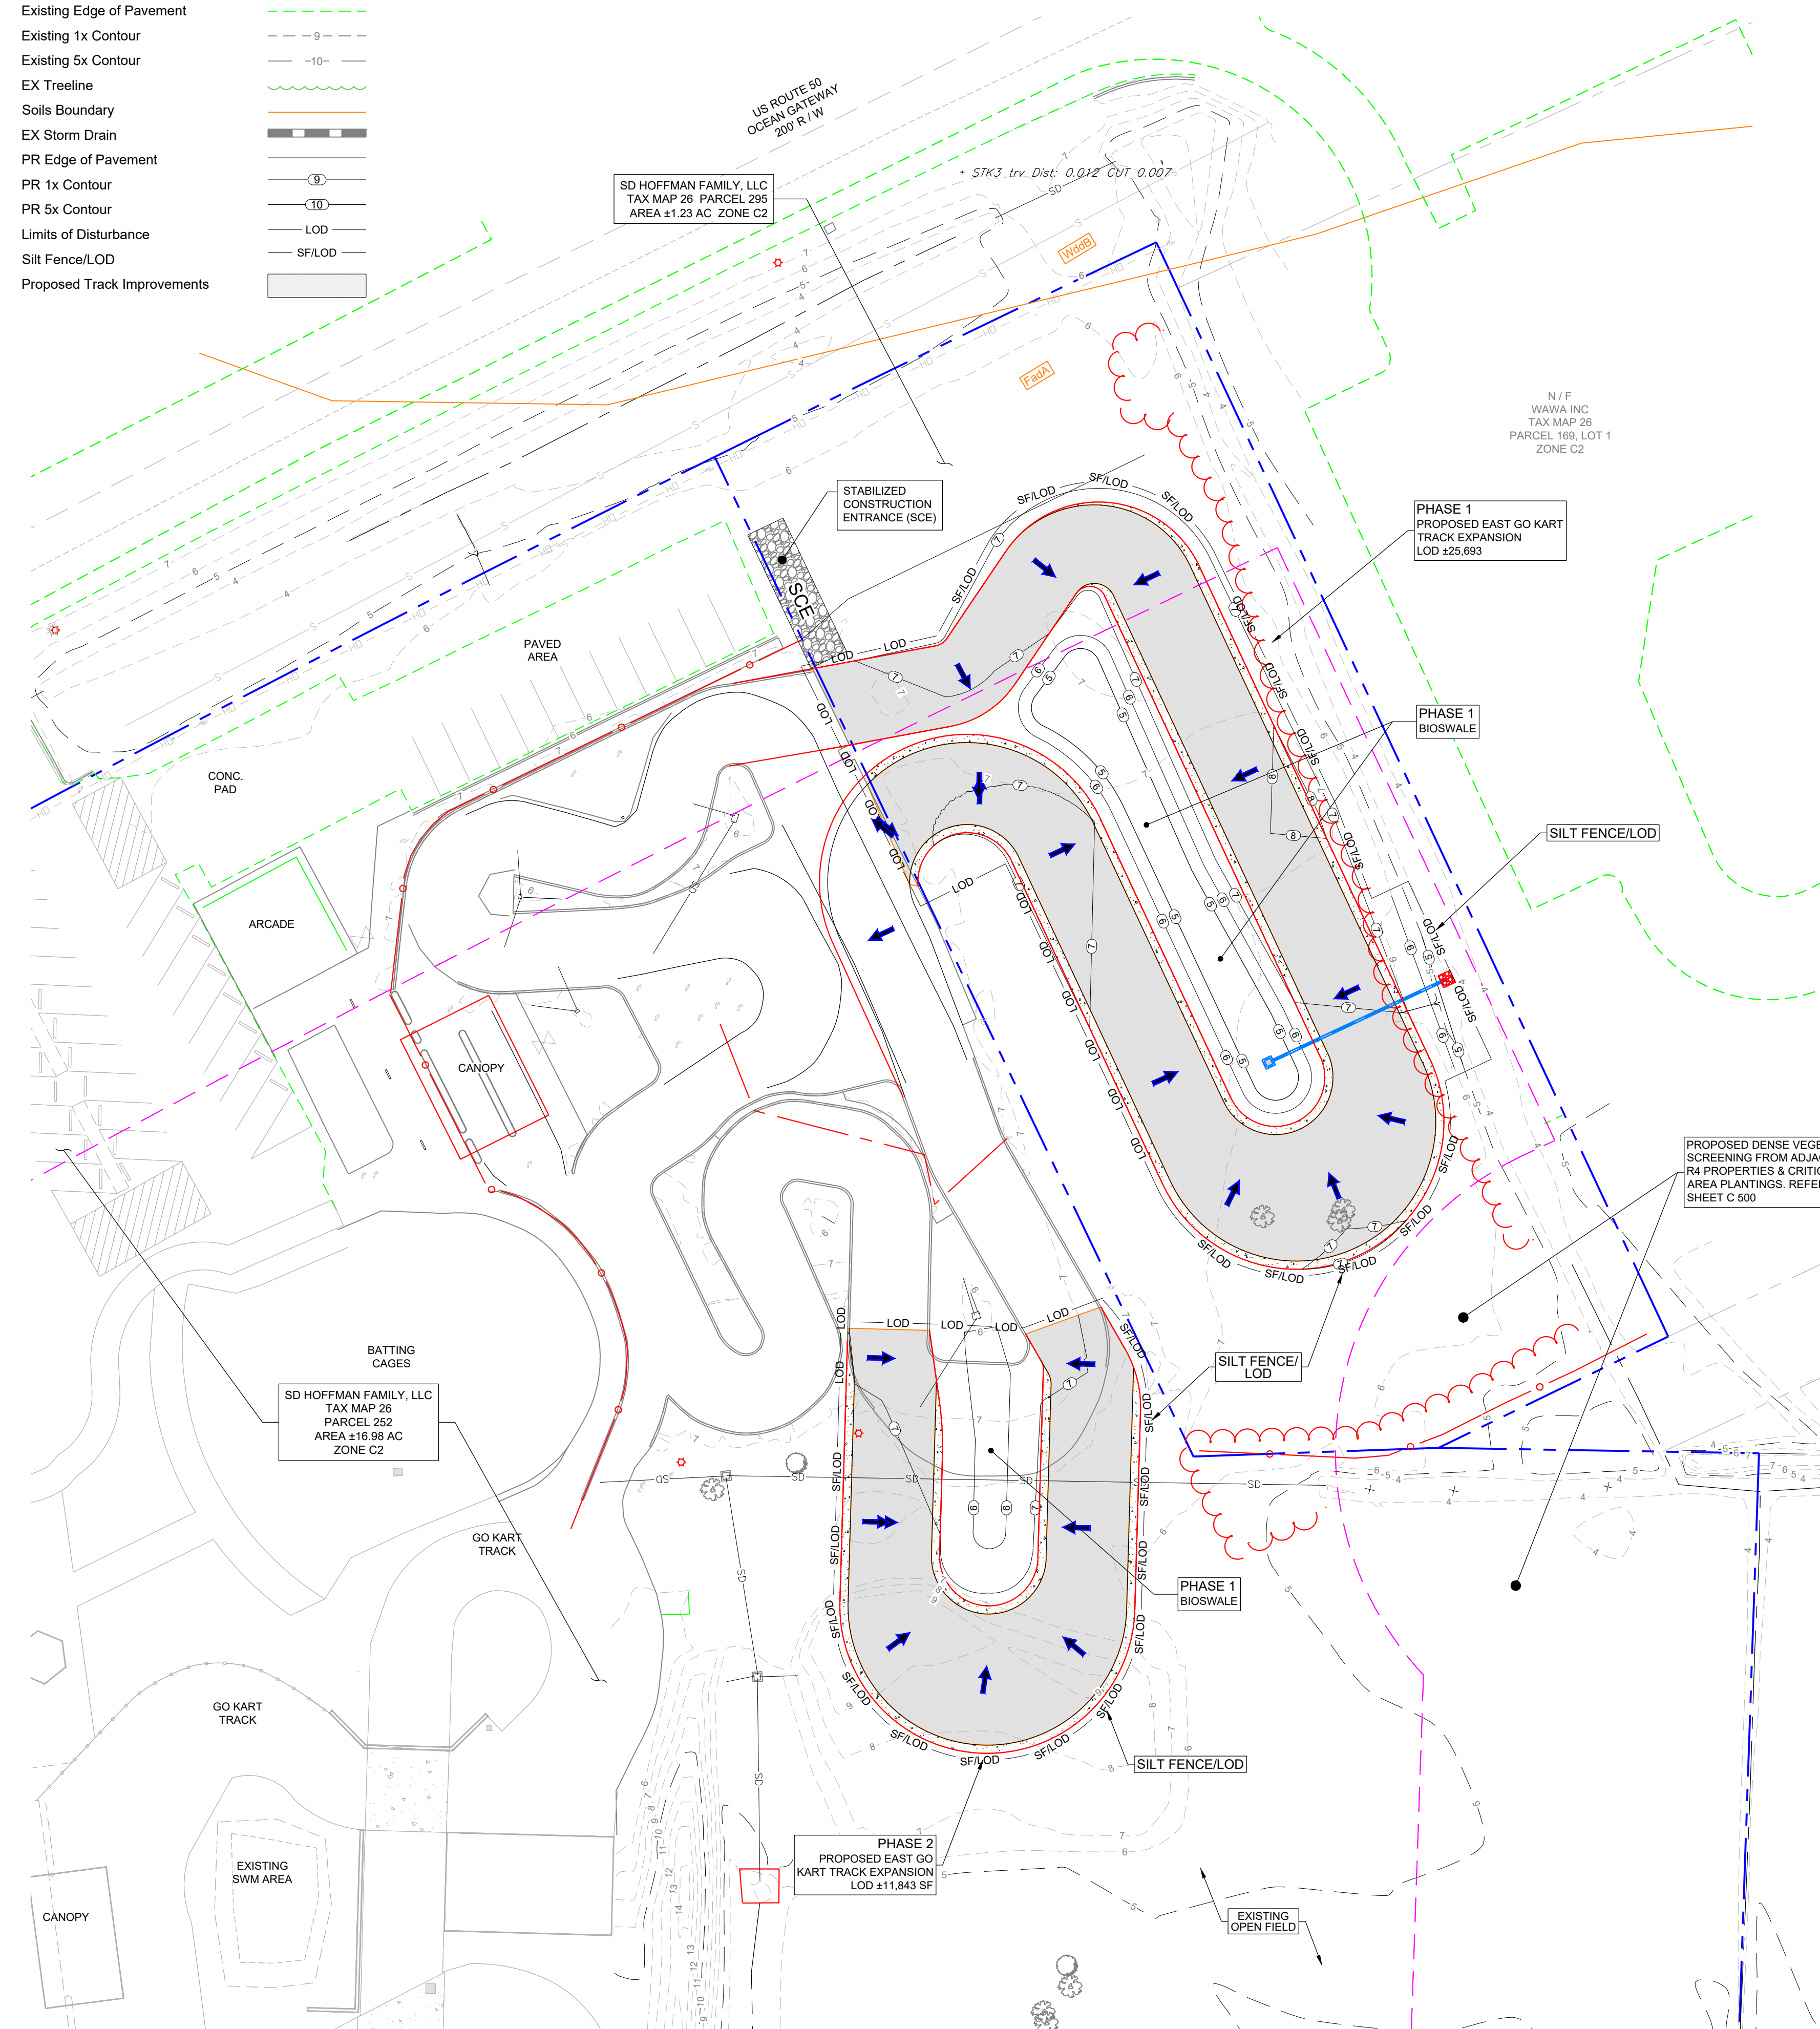 Existing Edge of Pavement
Existing 1x Contour
9
Existing 5x Contour
10
EX Treeline
Soils Boundary
EX Storm Drain
PR Edge of Pavement
PR 1x Contour
9
PR 5x Contour
10
Limits of Disturbance
LOD
Silt Fence/LOD
SF/LOD
Proposed Track Improvements
US ROUTE 50
OCEAN GATEWAY
200' R / W
+ STK3 trv Dist: 0.012 CUT 0.007
SD HOFFMAN FAMILY, LLC
TAX MAP 26 PARCEL 295
AREA ±1.23 AC ZONE C2
WddB
FadA
N / F
WAWA INC
TAX MAP 26
PARCEL 169, LOT 1
ZONE C2
STABILIZED
CONSTRUCTION
ENTRANCE (SCE)
SCE
PHASE 1
PROPOSED EAST GO KART
TRACK EXPANSION
LOD ±25,693
PAVED
AREA
PHASE 1
BIOSWALE
CONC.
PAD
SILT FENCE/LOD
ARCADE
CANOPY
PROPOSED DENSE VEGE
SCREENING FROM ADJA
R4 PROPERTIES & CRITIC
AREA PLANTINGS. REFE
SHEET C 500
BATTING
CAGES
SILT FENCE/
LOD
SD HOFFMAN FAMILY, LLC
TAX MAP 26
PARCEL 252
AREA ±16.98 AC
ZONE C2
GO KART
TRACK
PHASE 1
BIOSWALE
GO KART
TRACK
SILT FENCE/LOD
PHASE 2
PROPOSED EAST GO
KART TRACK EXPANSION
LOD ±11,843 SF
EXISTING
SWM AREA
CANOPY
EXISTING
OPEN FIELD